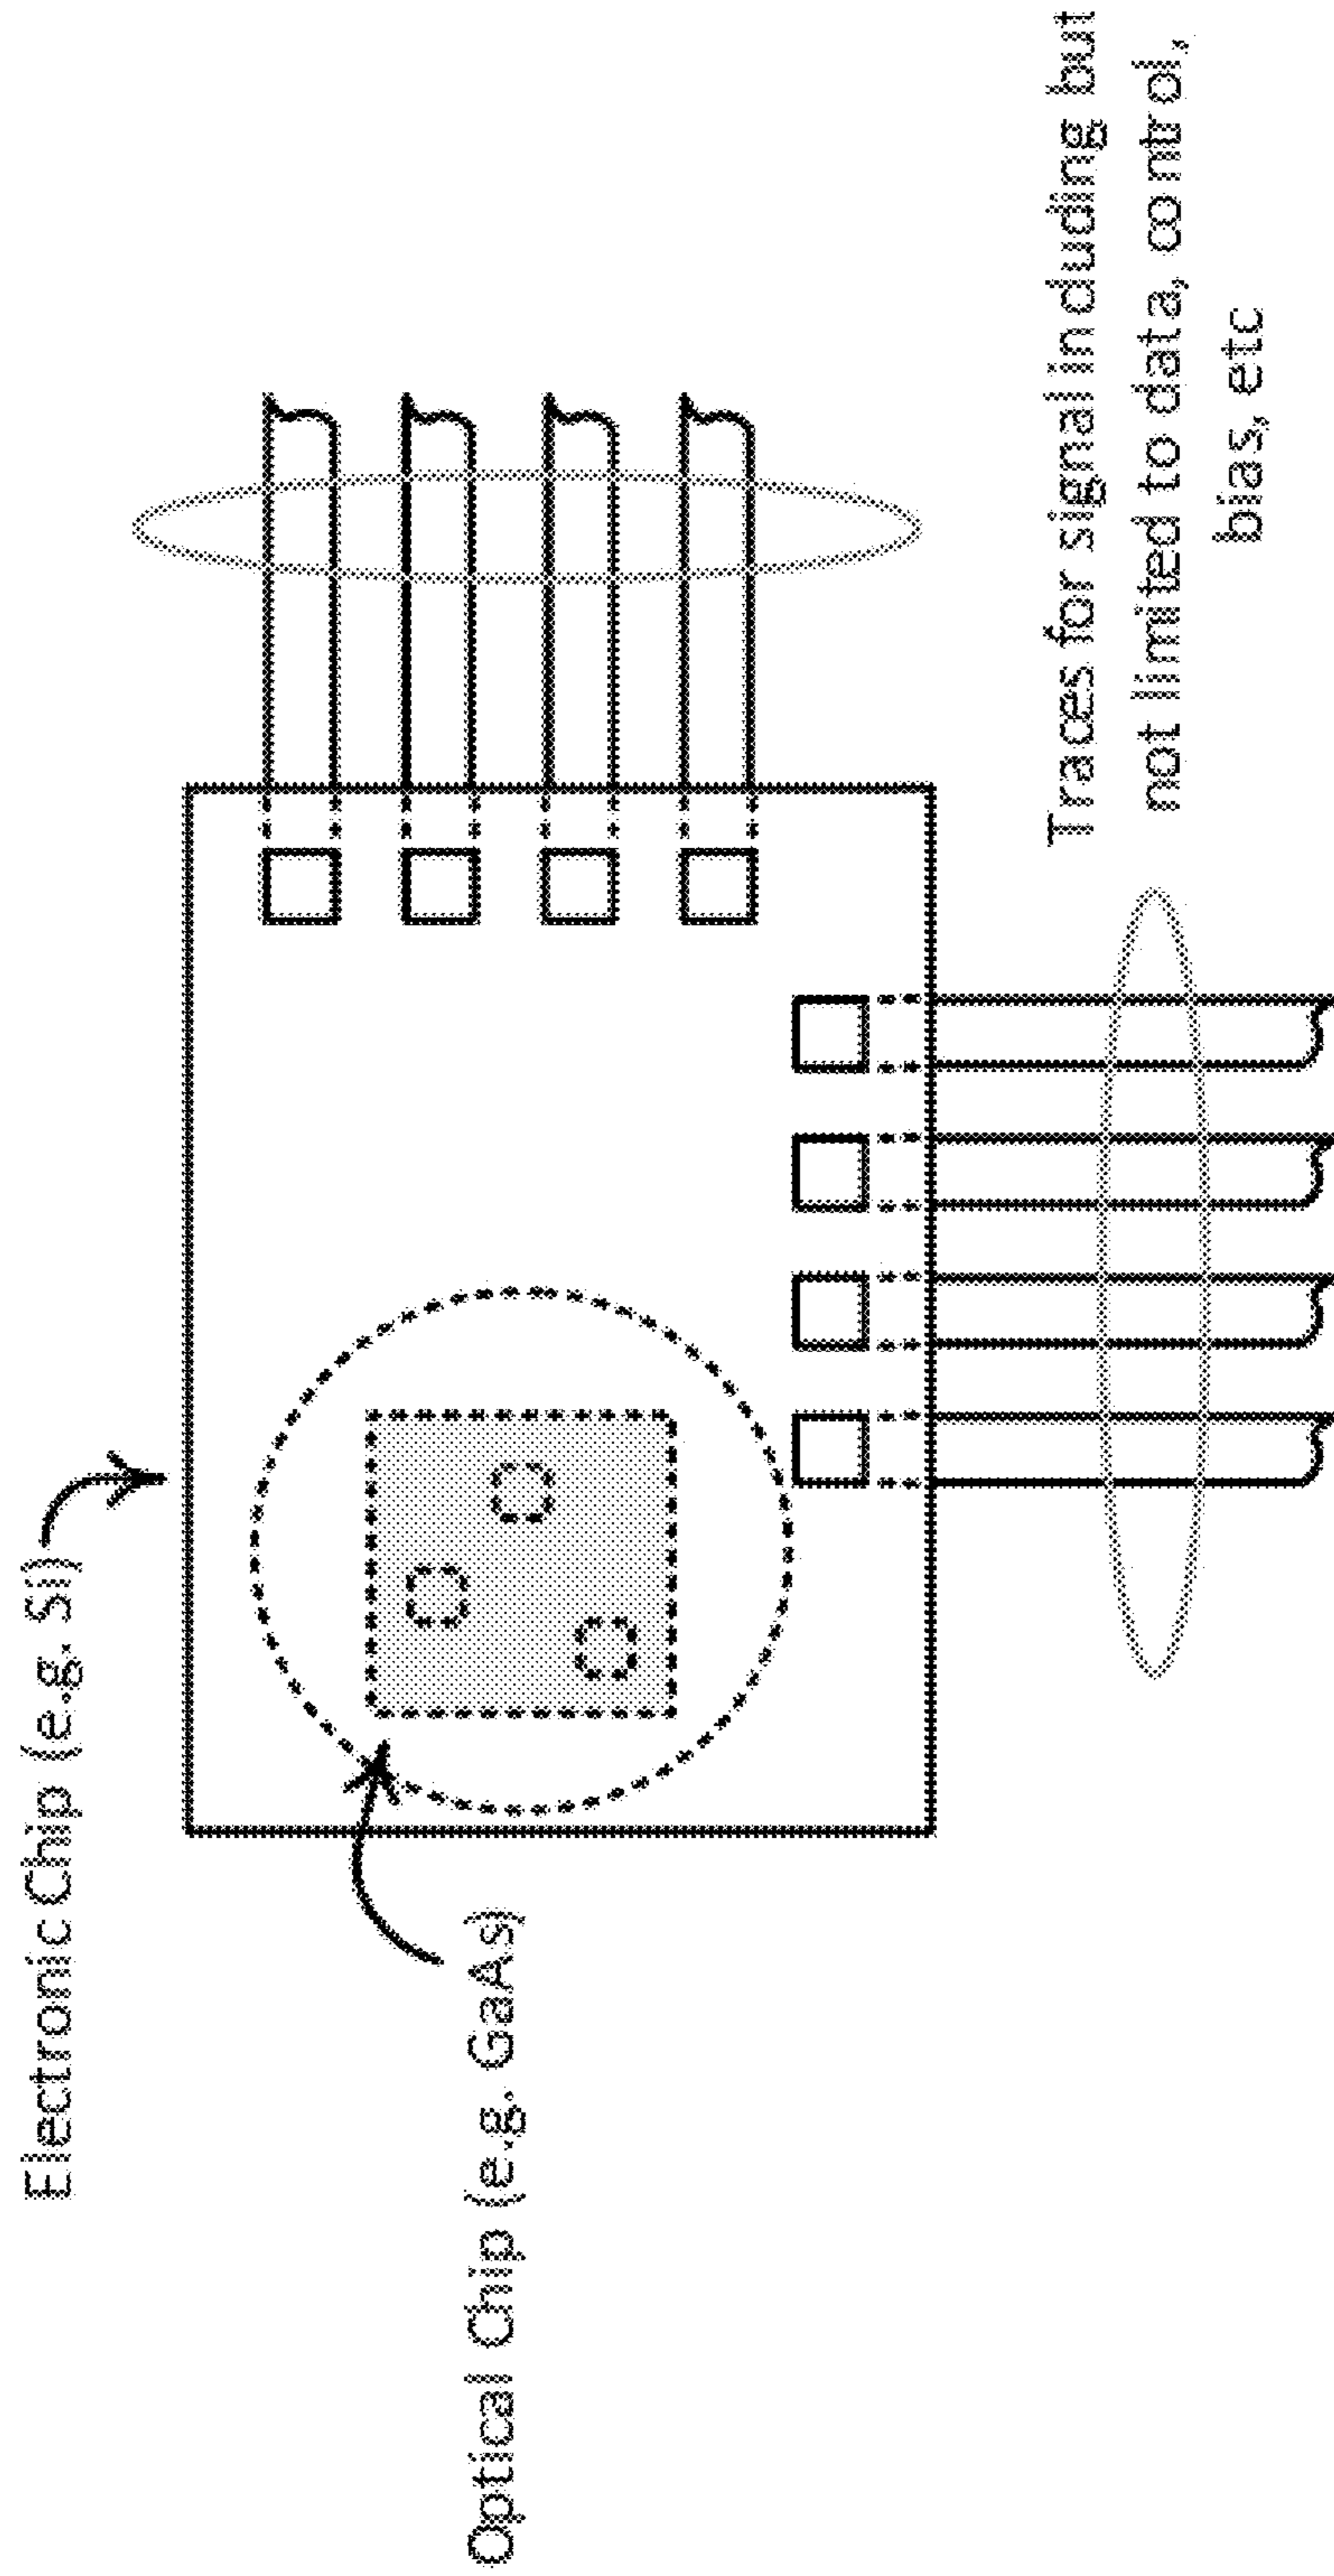 Electronic Chip (e.g. Si)
Optical Chip (e.g. GaAs)
Traces for signal including but
not limited to data, control,
bias, etc